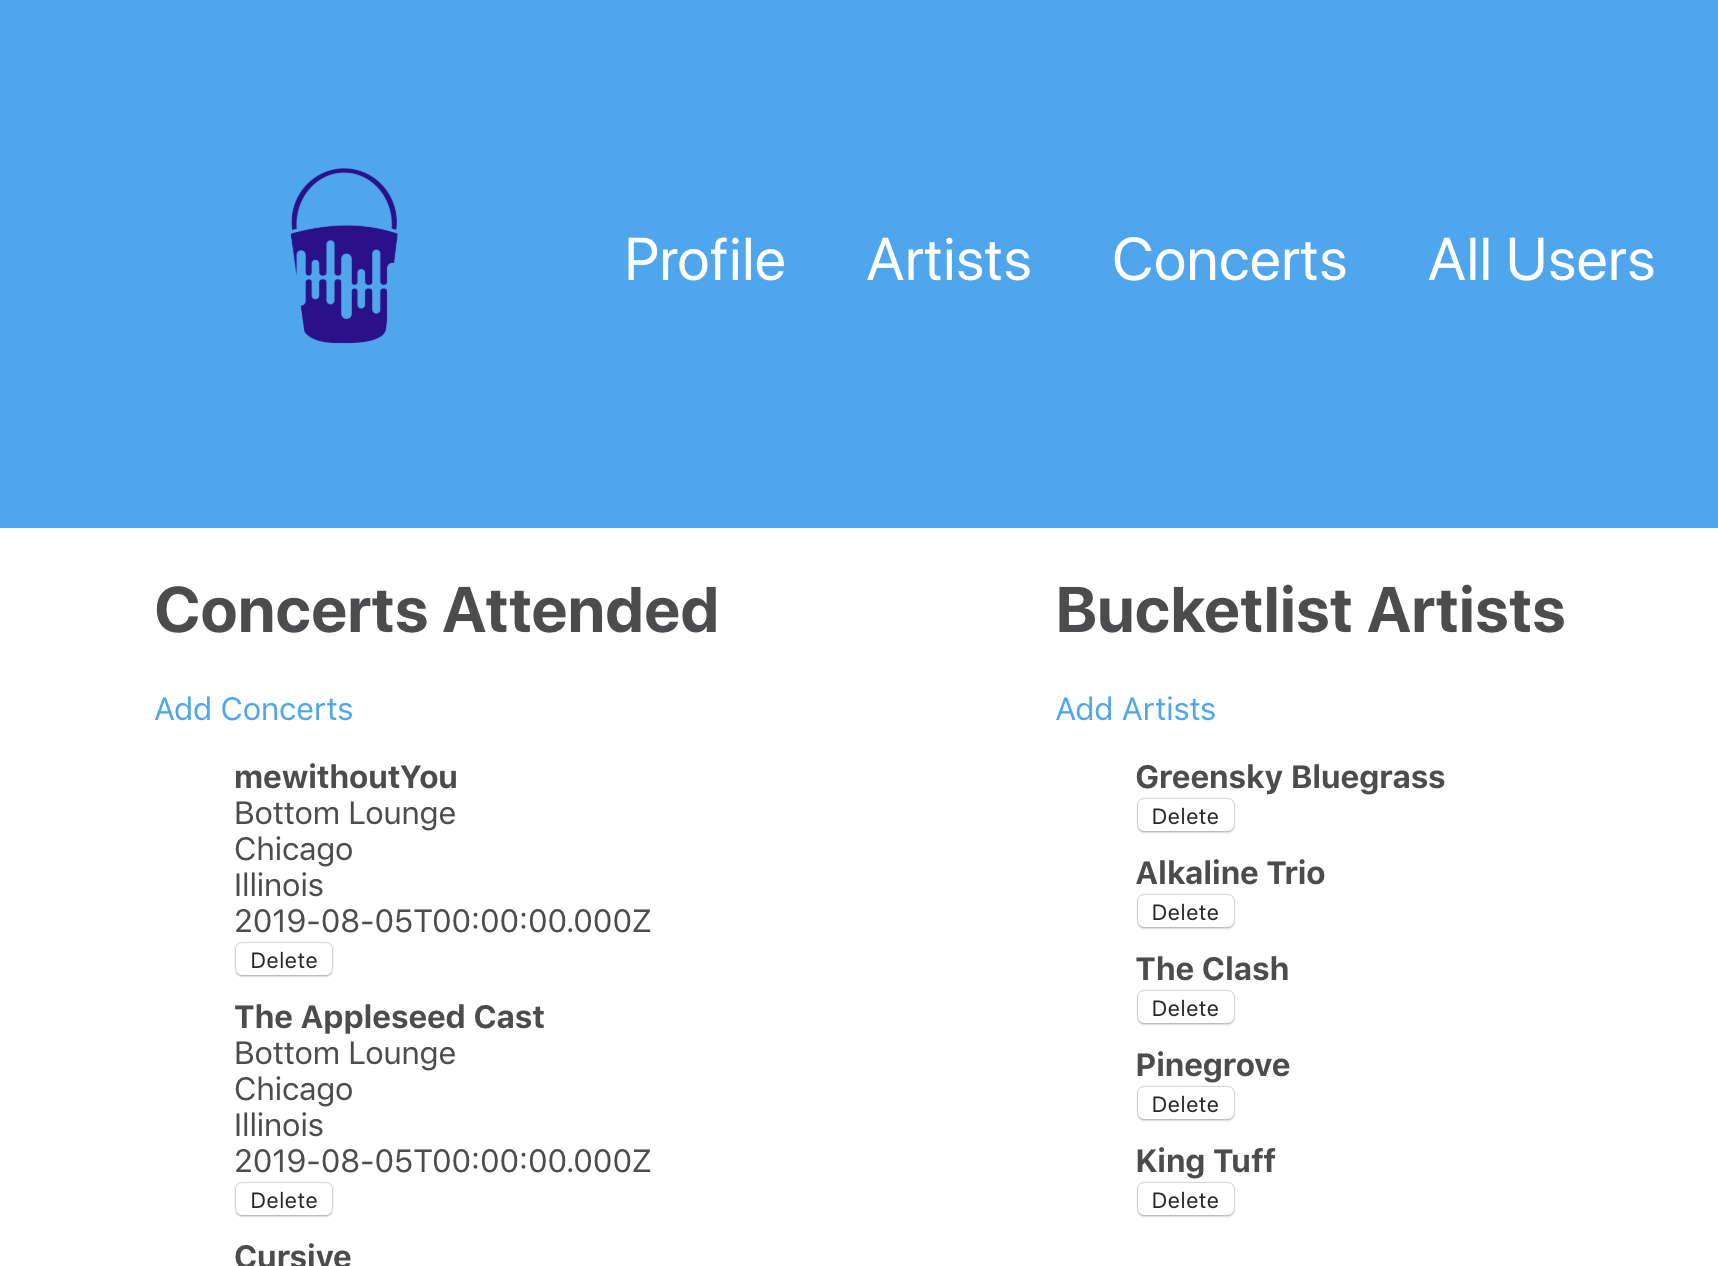 Profile Artists Concerts All Users
Concerts Attended
Add Concerts
mewithoutYou
Bottom Lounge
Chicago
Illinois
2019-08-05T00:00:00.000Z
Delete
The Appleseed Cast
Bottom Lounge
Chicago
Illinois
2019-08-05T00:00:00.000Z
Delete
Cursive
Bucketlist Artists
Add Artists
Greensky Bluegrass
Delete
Alkaline Trio
Delete
The Clash
Delete
Pinegrove
Delete
King Tuff
Delete